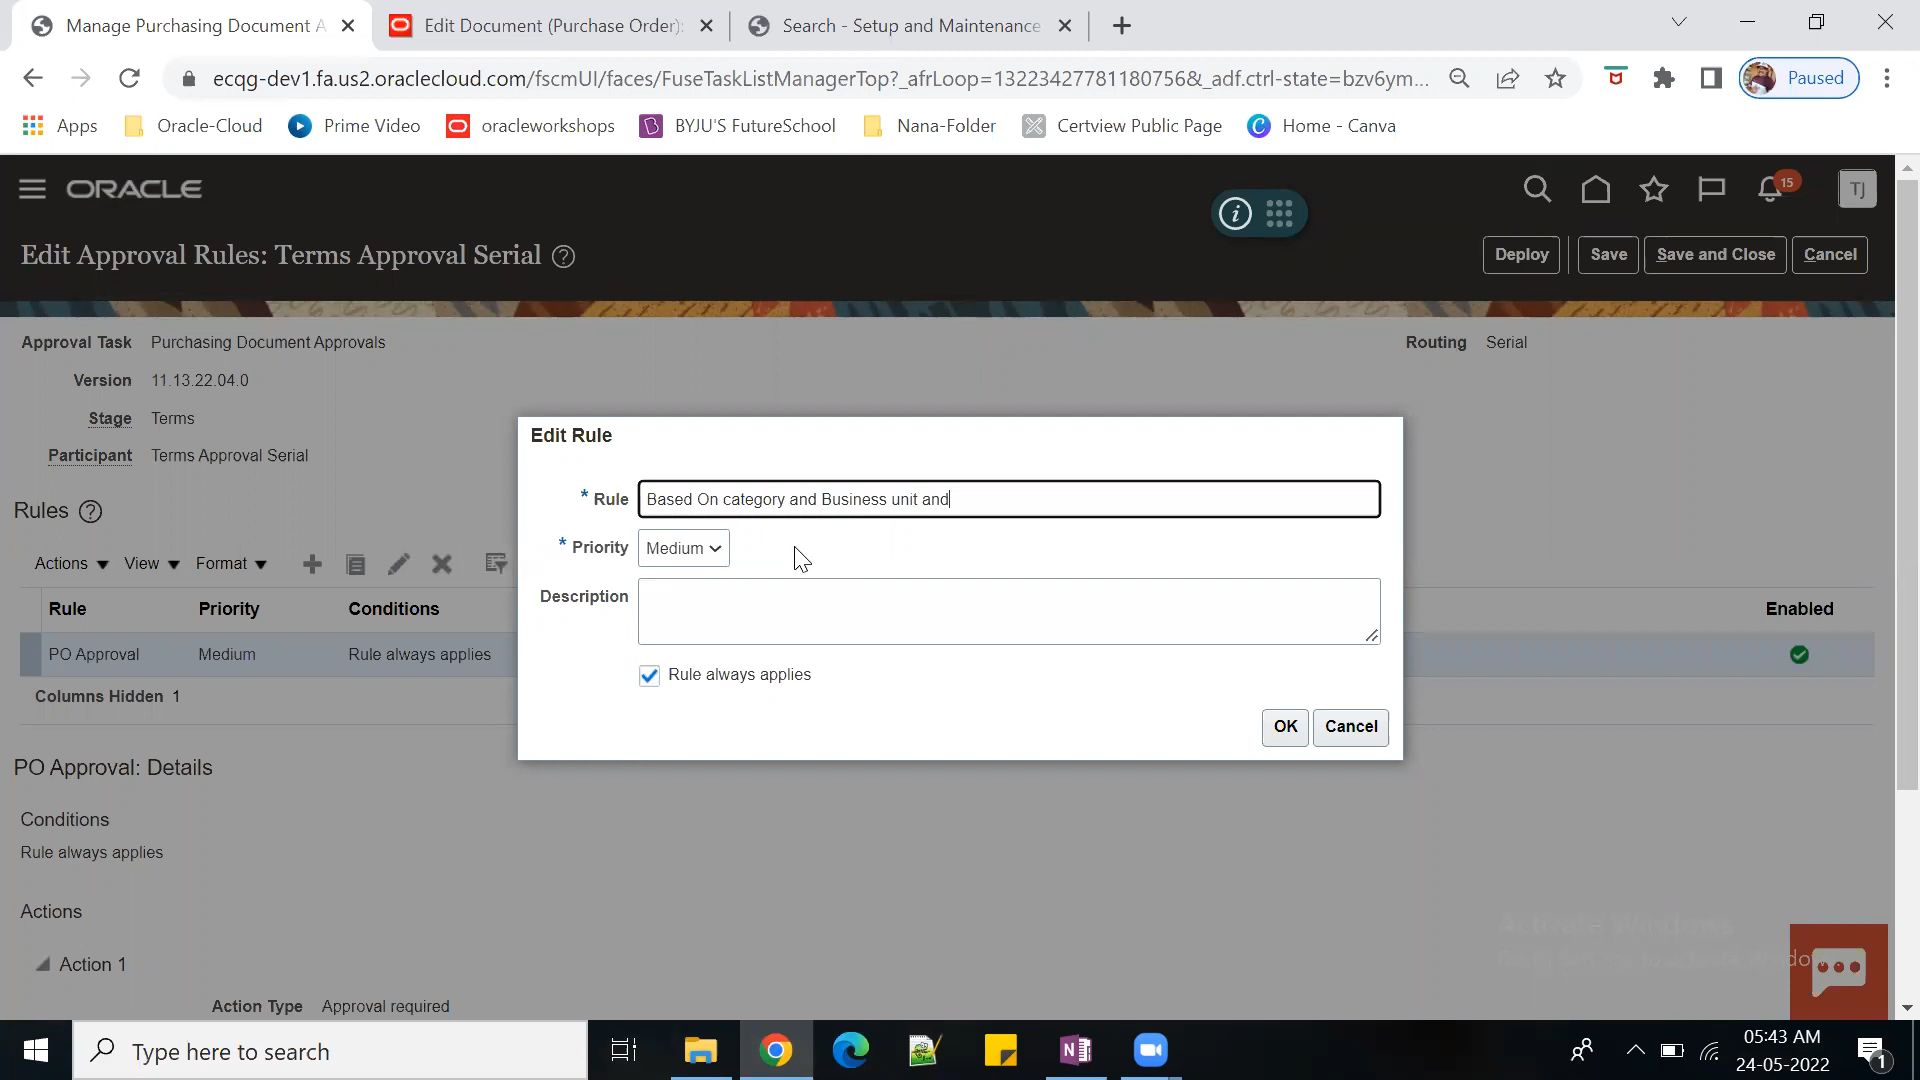 Manage Purchasing Document A
Edit Document (Purchase Order):
Search - Setup and Maintenance
ecqg-dev1.fa.us2.oraclecloud.com/fscmUI/faces/FuseTaskListManagerTop?_afrLoop=13223427781180756&_adf.ctrl-state=bzv6ym...
Paused
Apps
Oracle-Cloud
Prime Video
oracleworkshops
BYJU'S FutureSchool
Nana-Folder
Certview Public Page
Home - Canva
ORACLE
15
TJ
Edit Approval Rules: Terms Approval Serial
Deploy
Save
Save and Close
Cancel
Approval Task Purchasing Document Approvals
Routing Serial
Version 11.13.22.04.0
Stage Terms
Participant Terms Approval Serial
Rules
Actions View Format
Rule Priority Conditions Enabled
PO Approval Medium Rule always applies
Columns Hidden 1
Edit Rule
* Rule Based On category and Business unit and
* Priority Medium
Description
Rule always applies
OK Cancel
PO Approval: Details
Conditions
Rule always applies
Actions
Action 1
Action Type Approval required
Activate Windows
Type here to search
05:43 AM
24-05-2022
1